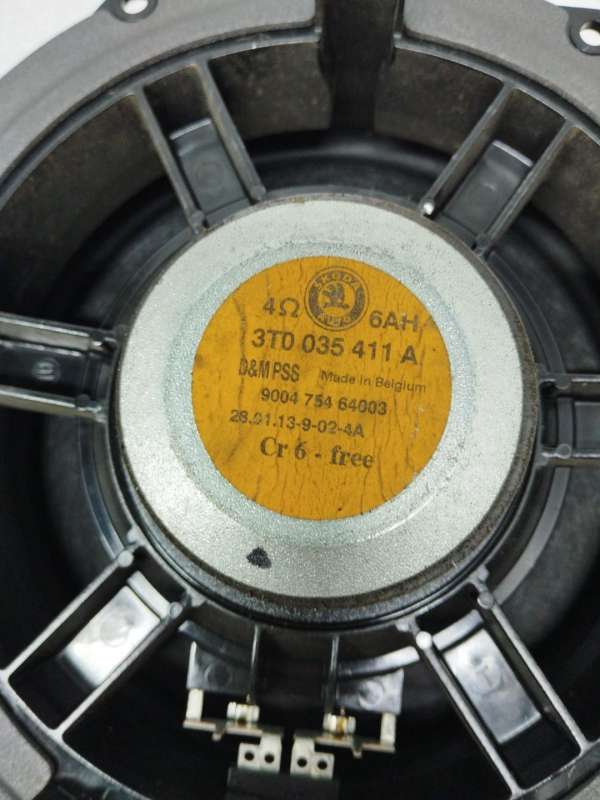 ŠKODA
AUTO
4Ω 6AH
3T0 035 411 A
D&M PSS Made in Belgium
9004 754 64003
28.01.13-9-02-4A
Cr 6 - free